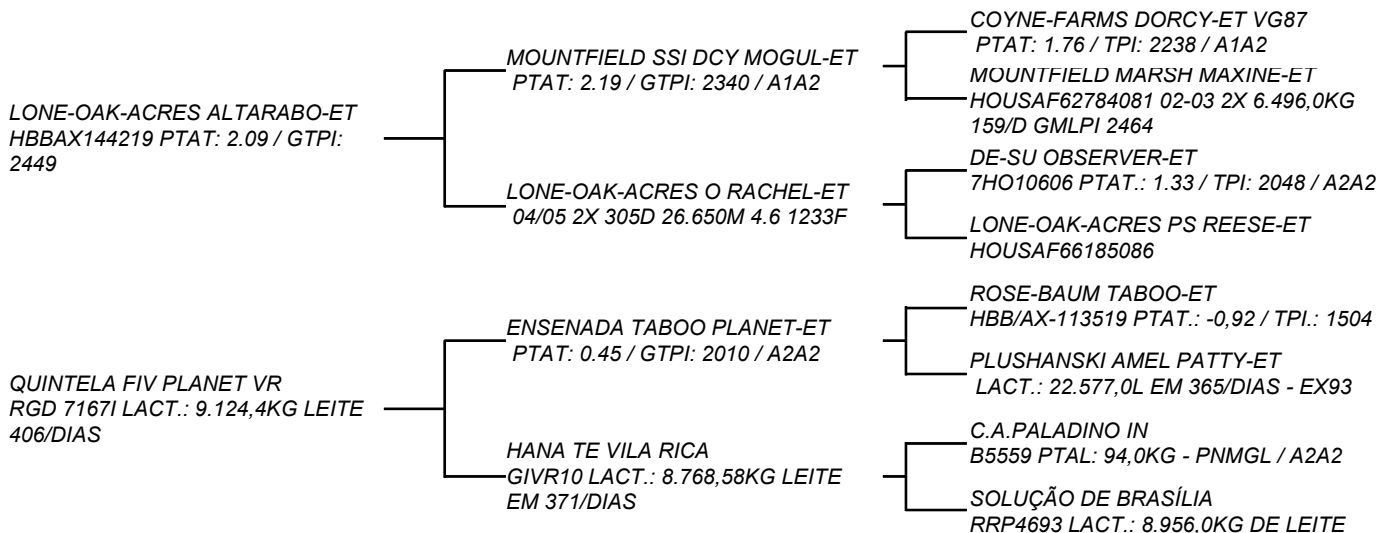 LONE-OAK-ACRES ALTARABO-ET
HBBAX144219 PTAT: 2.09 / GTPI:
2449
QUINTELA FIV PLANET VR
RGD 7167I LACT.: 9.124,4KG LEITE
406/DIAS
MOUNTFIELD SSI DCY MOGUL-ET
PTAT: 2.19 / GTPI: 2340 / A1A2
LONE-OAK-ACRES O RACHEL-ET
04/05 2X 305D 26.650M 4.6 1233F
ENSENADA TABOO PLANET-ET
PTAT: 0.45 / GTPI: 2010 / A2A2
HANA TE VILA RICA
GIVR10 LACT.: 8.768,58KG LEITE
EM 371/DIAS
COYNE-FARMS DORCY-ET VG87
PTAT: 1.76 / TPI: 2238 / A1A2
MOUNTFIELD MARSH MAXINE-ET
HOUSAF62784081 02-03 2X 6.496,0KG
159/D GMLPI 2464
DE-SU OBSERVER-ET
7HO10606 PTAT.: 1.33 / TPI: 2048 / A2A2
LONE-OAK-ACRES PS REESE-ET
HOUSAF66185086
ROSE-BAUM TABOO-ET
HBB/AX-113519 PTAT.: -0,92 / TPI.: 1504
PLUSHANSKI AMEL PATTY-ET
LACT.: 22.577,0L EM 365/DIAS - EX93
C.A.PALADINO IN
B5559 PTAL: 94,0KG - PNMGL / A2A2
SOLUÇÃO DE BRASÍLIA
RRP4693 LACT.: 8.956,0KG DE LEITE